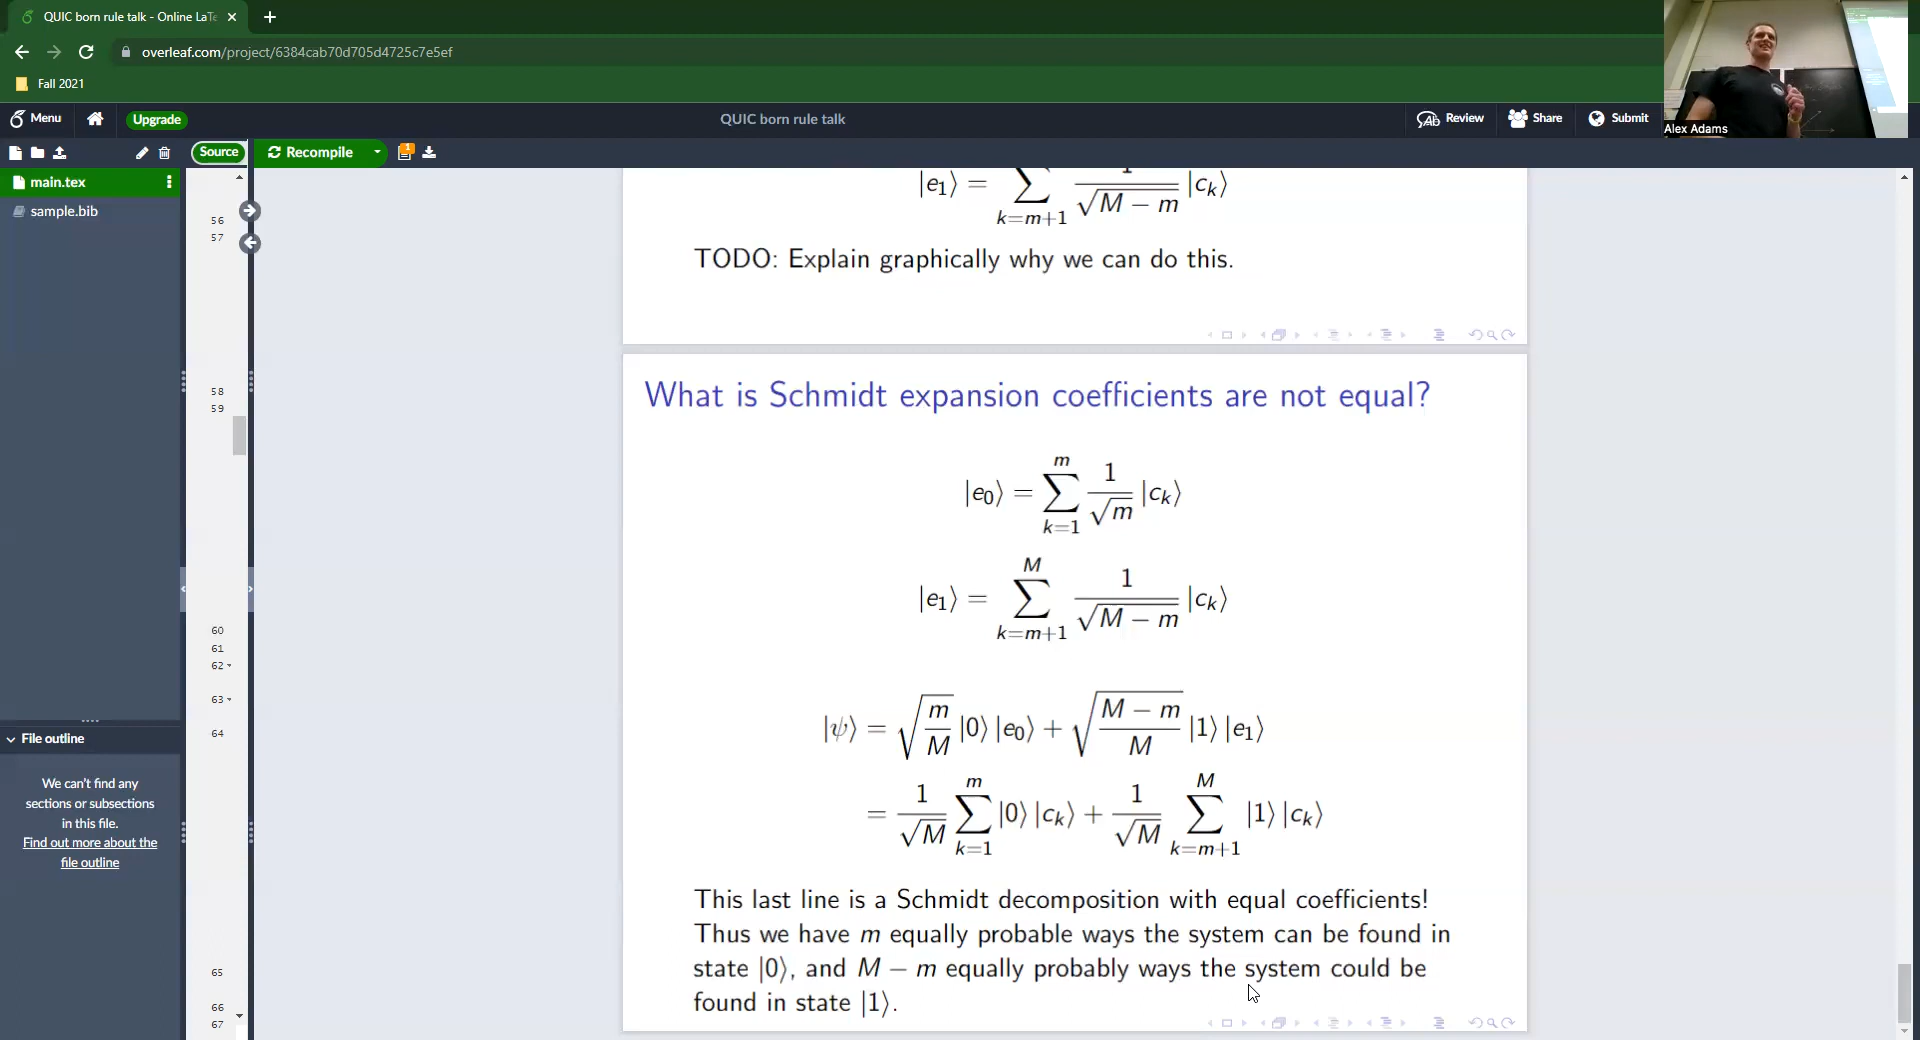 QUIC born rule talk - Online LaTe
overleaf.com/project/6384cab70d705d4725c7e5ef
Fall 2021
Menu
Upgrade
QUIC born rule talk
Review
Share
Submit
Alex Adams
Source
Recompile
1
main.tex
sample.bib
56
57
58
59
60
61
62
63
64
65
66
67
File outline
We can't find any
sections or subsections
in this file.
Find out more about the
file outline
|e₁⟩ = ∑_{k=m+1} 1/√(M − m) |cₖ⟩
TODO: Explain graphically why we can do this.
What is Schmidt expansion coefficients are not equal?
|e₀⟩ = ∑_{k=1}^{m} 1/√m |cₖ⟩
|e₁⟩ = ∑_{k=m+1}^{M} 1/√(M − m) |cₖ⟩
|ψ⟩ = √(m/M) |0⟩ |e₀⟩ + √((M − m)/M) |1⟩ |e₁⟩
= 1/√M ∑_{k=1}^{m} |0⟩ |cₖ⟩ + 1/√M ∑_{k=m+1}^{M} |1⟩ |cₖ⟩
This last line is a Schmidt decomposition with equal coefficients!
Thus we have m equally probable ways the system can be found in
state |0⟩, and M − m equally probably ways the system could be
found in state |1⟩.